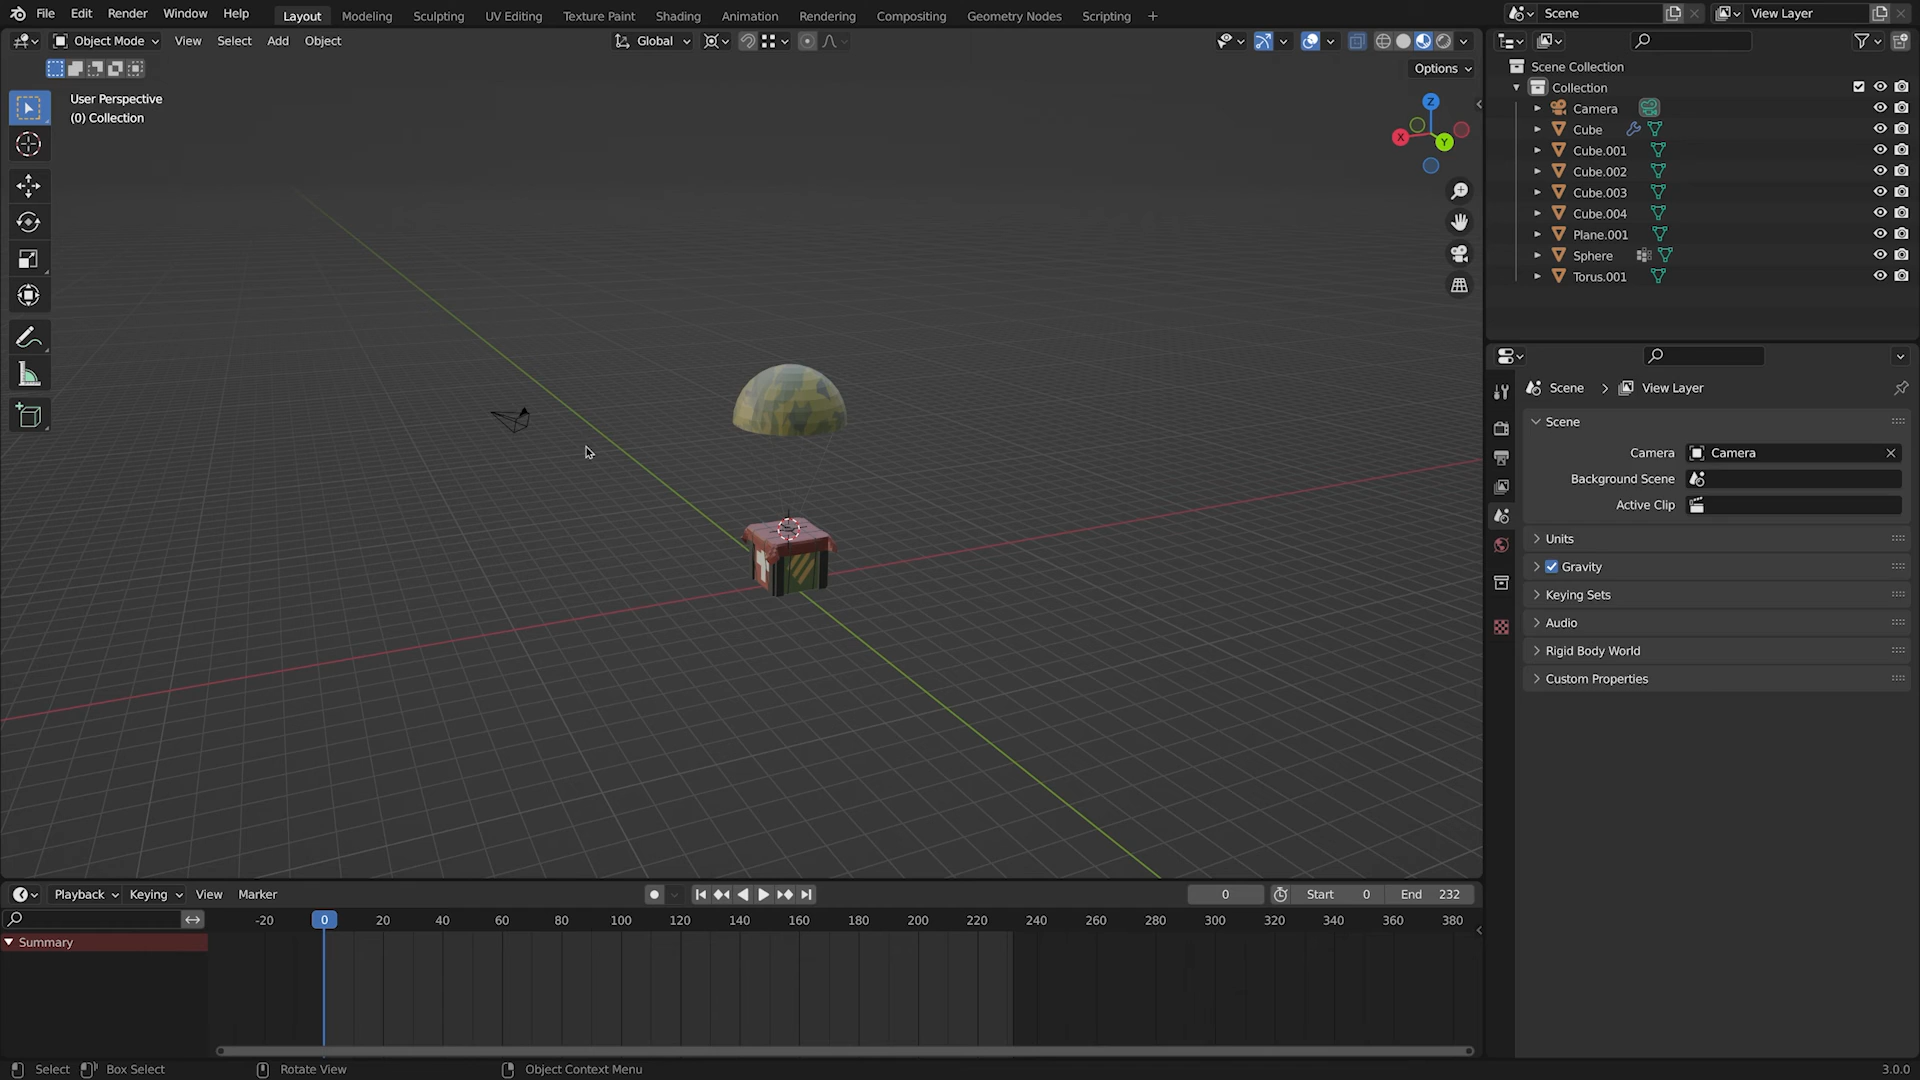 File Edit Render Window Help Layout Modeling Sculpting UV Editing Texture Paint Shading Animation Rendering Compositing Geometry Nodes Scripting + Scene View Layer
Object Mode View Select Add Object Global
Options
User Perspective
(0) Collection
Z
X
Y
Scene Collection
Collection
Camera
Cube
Cube.001
Cube.002
Cube.003
Cube.004
Plane.001
Sphere
Torus.001
Scene View Layer
Scene
Camera Camera
Background Scene
Active Clip
Units
Gravity
Keying Sets
Audio
Rigid Body World
Custom Properties
Playback Keying View Marker 0 Start 0 End 232
-20 0 20 40 60 80 100 120 140 160 180 200 220 240 260 280 300 320 340 360 380
Summary
Select Box Select Rotate View Object Context Menu 3.0.0